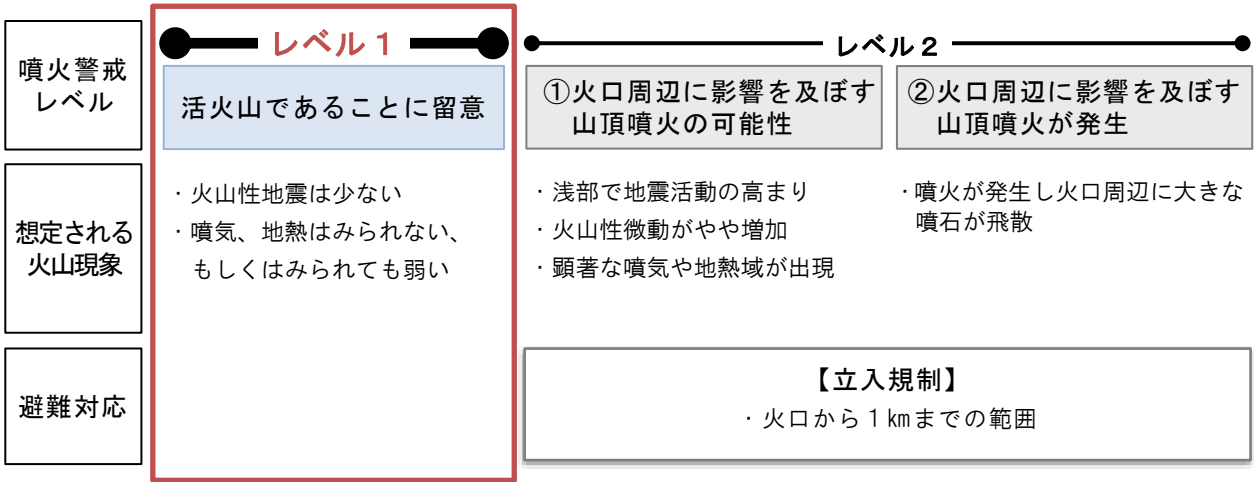 噴火警戒
レベル
レベル1
レベル2
活火山であることに留意
①火口周辺に影響を及ぼす
山頂噴火の可能性
②火口周辺に影響を及ぼす
山頂噴火が発生
想定される
火山現象
・火山性地震は少ない
・噴気、地熱はみられない、
もしくはみられても弱い
・浅部で地震活動の高まり
・火山性微動がやや増加
・顕著な噴気や地熱域が出現
・噴火が発生し火口周辺に大きな
噴石が飛散
避難対応
【立入規制】
・火口から1㎞までの範囲